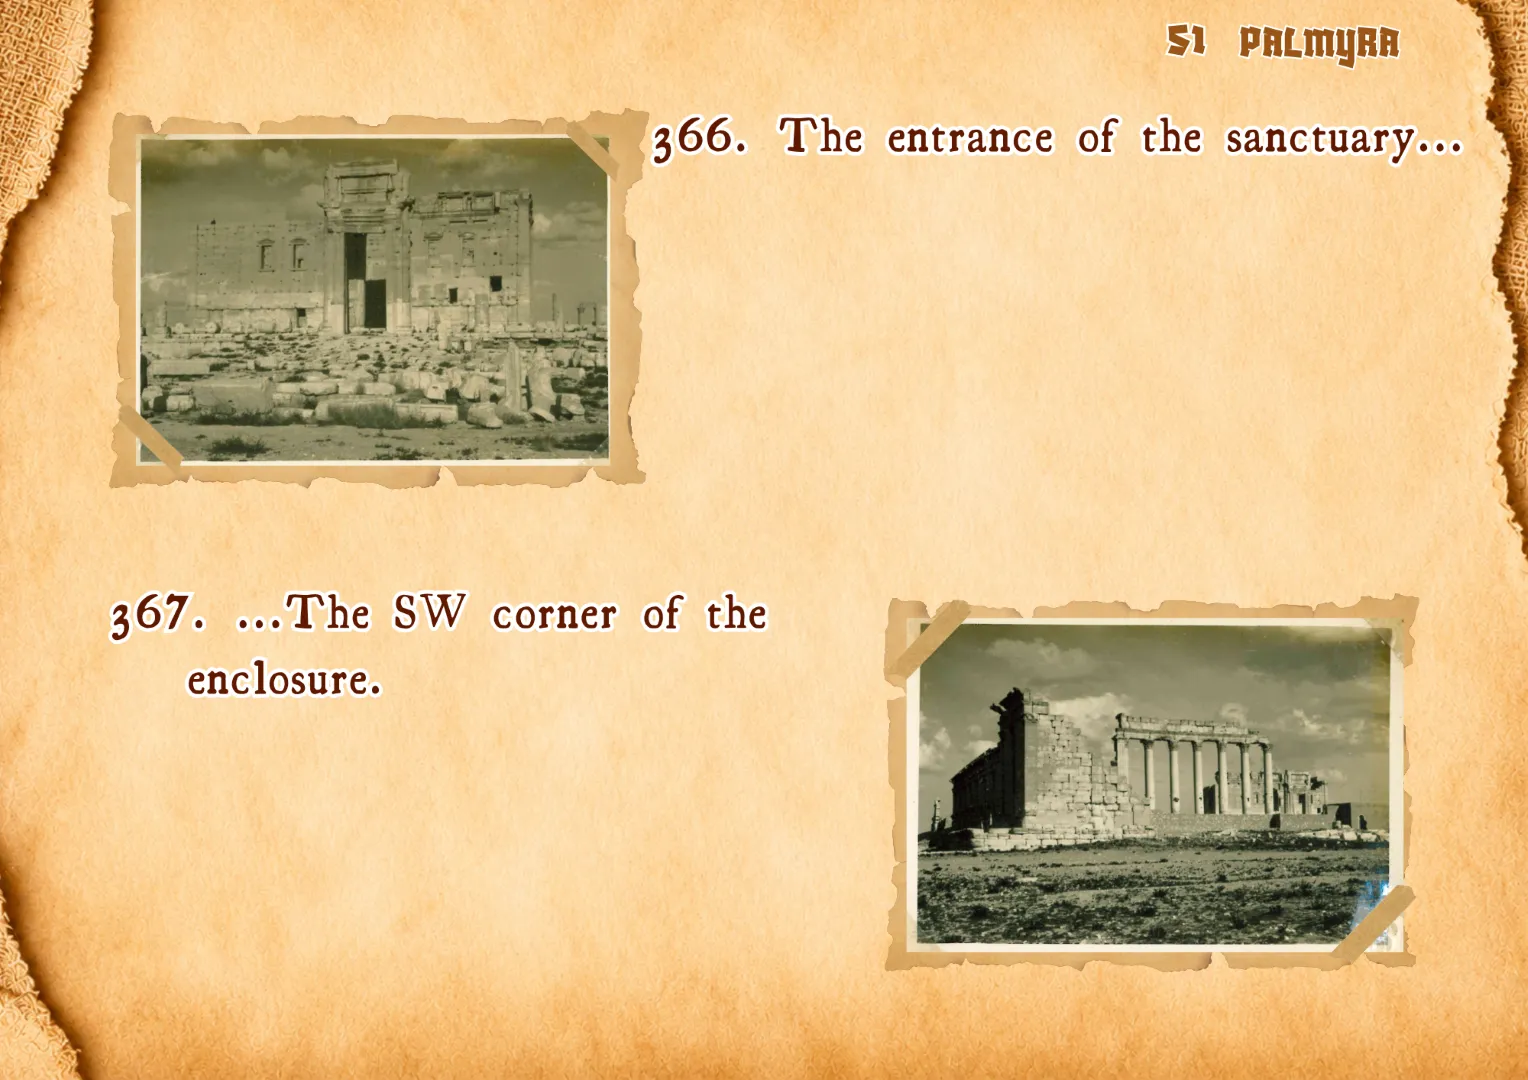 51 PALMYRA
366. The entrance of the sanctuary...
367. ...The SW corner of the
enclosure.